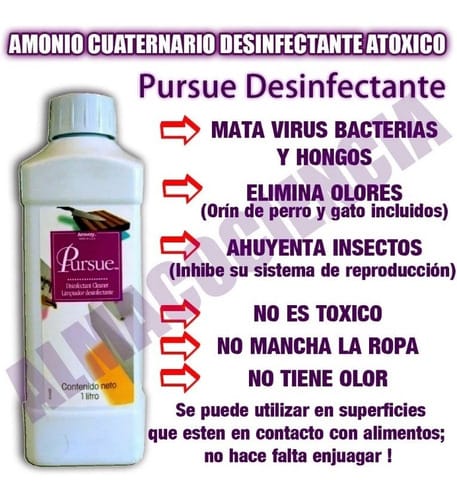 AMONIO CUATERNARIO DESINFECTANTE ATOXICO
Pursue Desinfectante
MATA VIRUS BACTERIAS
Y HONGOS
ELIMINA OLORES
(Orín de perro y gato incluidos)
AHUYENTA INSECTOS
(Inhibe su sistema de reproducción)
NO ES TOXICO
NO MANCHA LA ROPA
NO TIENE OLOR
Se puede utilizar en superficies
que esten en contacto con alimentos;
no hace falta enjuagar !
Amway
Pursue
Disinfectant Cleaner
Limpiador desinfectante
Contenido neto
1 litro
ALMACOCIENCIA